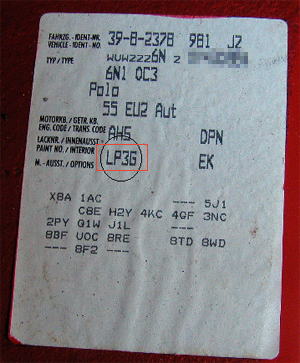 FAHRZG.-IDENT-NR. 39-8-2378 981 JZ
VEHICLE-IDENT-NO.
TYP / TYPE WVWZZZ6N Z
6N1 0C3
Polo
55 EU2 Aut
MOTORKB. / GETR. KB.
ENG. CODE / TRANS. CODE AHS DPN
LACKNR. / INNENAUSST.
PAINT NO. / INTERIOR LP3G EK
M.-AUSST. / OPTIONS
X8A 1AC --- 5J1
C8E H2Y 4KC 4GF 3NC
2PY G1W J1L
8BF UOC 8RE 8TD 8WD
--- 8F2 --- ---